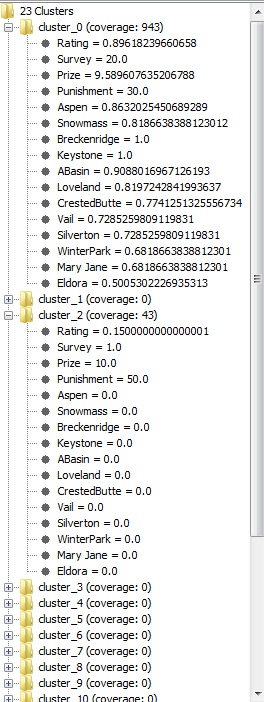 23 Clusters
cluster_0 (coverage: 943)
Rating = 0.89618239660658
Survey = 20.0
Prize = 9.589607635206788
Punishment = 30.0
Aspen = 0.8632025450689289
Snowmass = 0.8186638388123012
Breckenridge = 1.0
Keystone = 1.0
ABasin = 0.9088016967126193
Loveland = 0.8197242841993637
CrestedButte = 0.7741251325556734
Vail = 0.7285259809119831
Silverton = 0.7285259809119831
WinterPark = 0.6818663838812301
Mary Jane = 0.6818663838812301
Eldora = 0.5005302226935313
cluster_1 (coverage: 0)
cluster_2 (coverage: 43)
Rating = 0.1500000000000001
Survey = 1.0
Prize = 10.0
Punishment = 50.0
Aspen = 0.0
Snowmass = 0.0
Breckenridge = 0.0
Keystone = 0.0
ABasin = 0.0
Loveland = 0.0
CrestedButte = 0.0
Vail = 0.0
Silverton = 0.0
WinterPark = 0.0
Mary Jane = 0.0
Eldora = 0.0
cluster_3 (coverage: 0)
cluster_4 (coverage: 0)
cluster_5 (coverage: 0)
cluster_6 (coverage: 0)
cluster_7 (coverage: 0)
cluster_8 (coverage: 0)
cluster_9 (coverage: 0)
cluster_10 (coverage: 0)